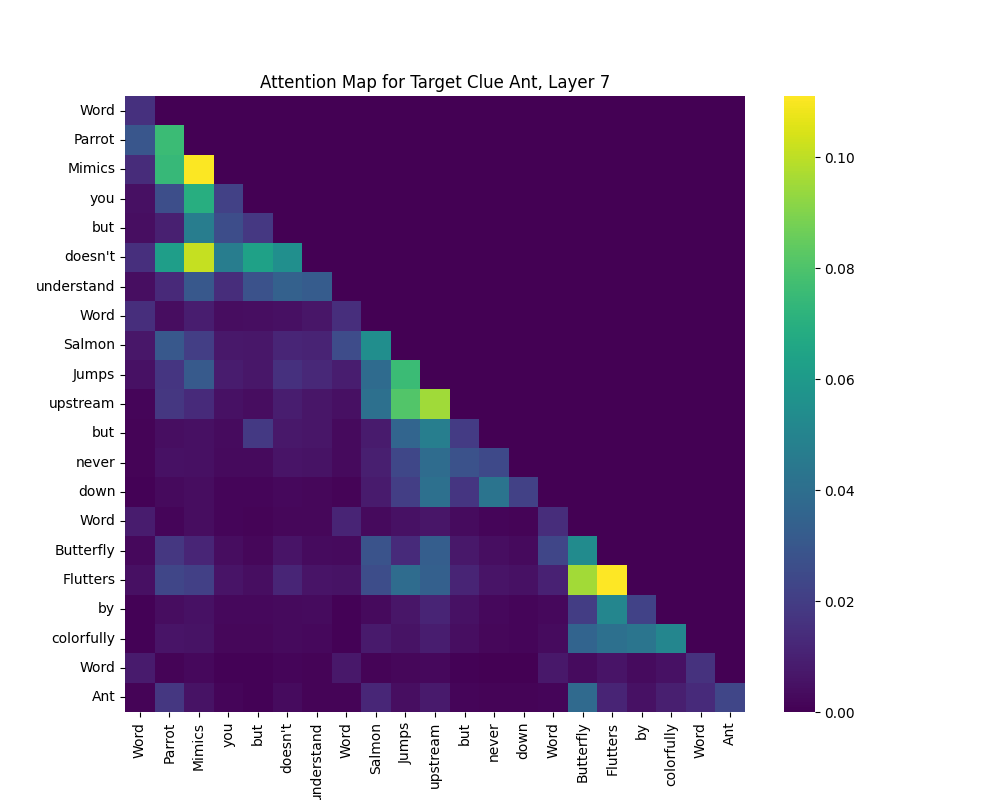 Attention Map for Target Clue Ant, Layer 7
Word
Parrot
Mimics
you
but
doesn't
understand
Word
Salmon
Jumps
upstream
but
never
down
Word
Butterfly
Flutters
by
colorfully
Word
Ant
Word
Parrot
Mimics
you
but
doesn't
understand
Word
Salmon
Jumps
upstream
but
never
down
Word
Butterfly
Flutters
by
colorfully
Word
Ant
0.10
0.08
0.06
0.04
0.02
0.00